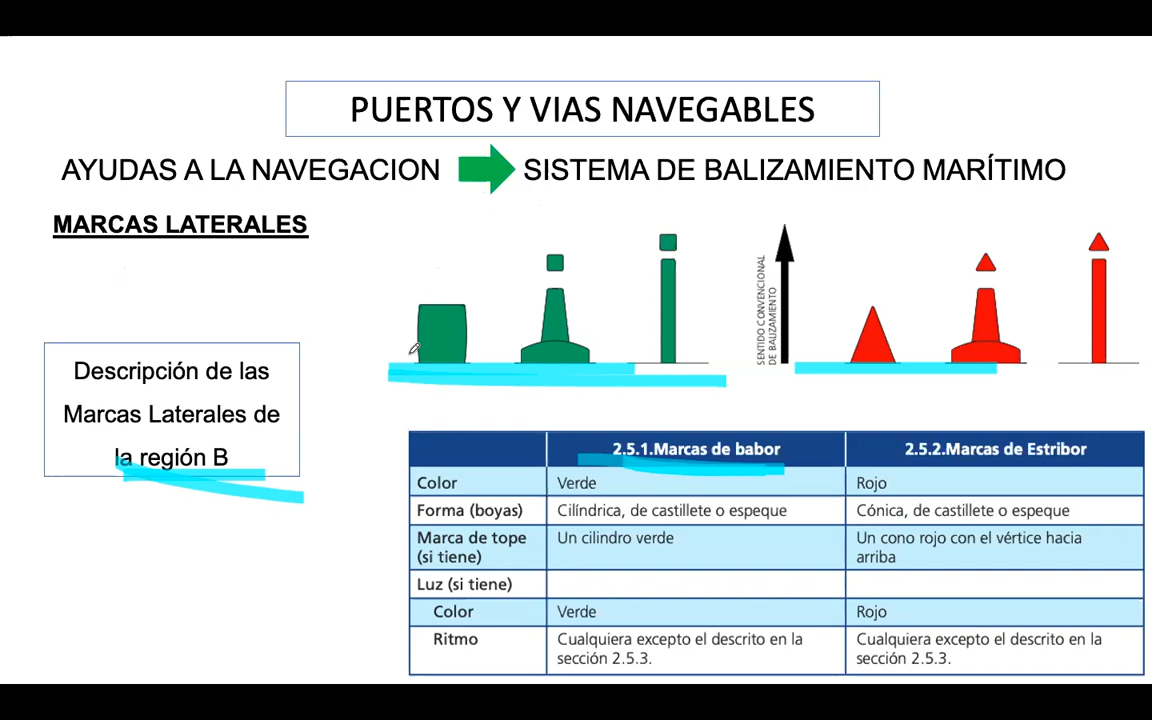 PUERTOS Y VIAS NAVEGABLES
AYUDAS A LA NAVEGACION
SISTEMA DE BALIZAMIENTO MARÍTIMO
MARCAS LATERALES
SENTIDO CONVENCIONAL
DE BALIZAMIENTO
Descripción de las
Marcas Laterales de
la región B
2.5.1.Marcas de babor
2.5.2.Marcas de Estribor
Color
Verde
Rojo
Forma (boyas)
Cilíndrica, de castillete o espeque
Cónica, de castillete o espeque
Marca de tope
(si tiene)
Un cilindro verde
Un cono rojo con el vértice hacia
arriba
Luz (si tiene)
Color
Verde
Rojo
Ritmo
Cualquiera excepto el descrito en la
sección 2.5.3.
Cualquiera excepto el descrito en la
sección 2.5.3.